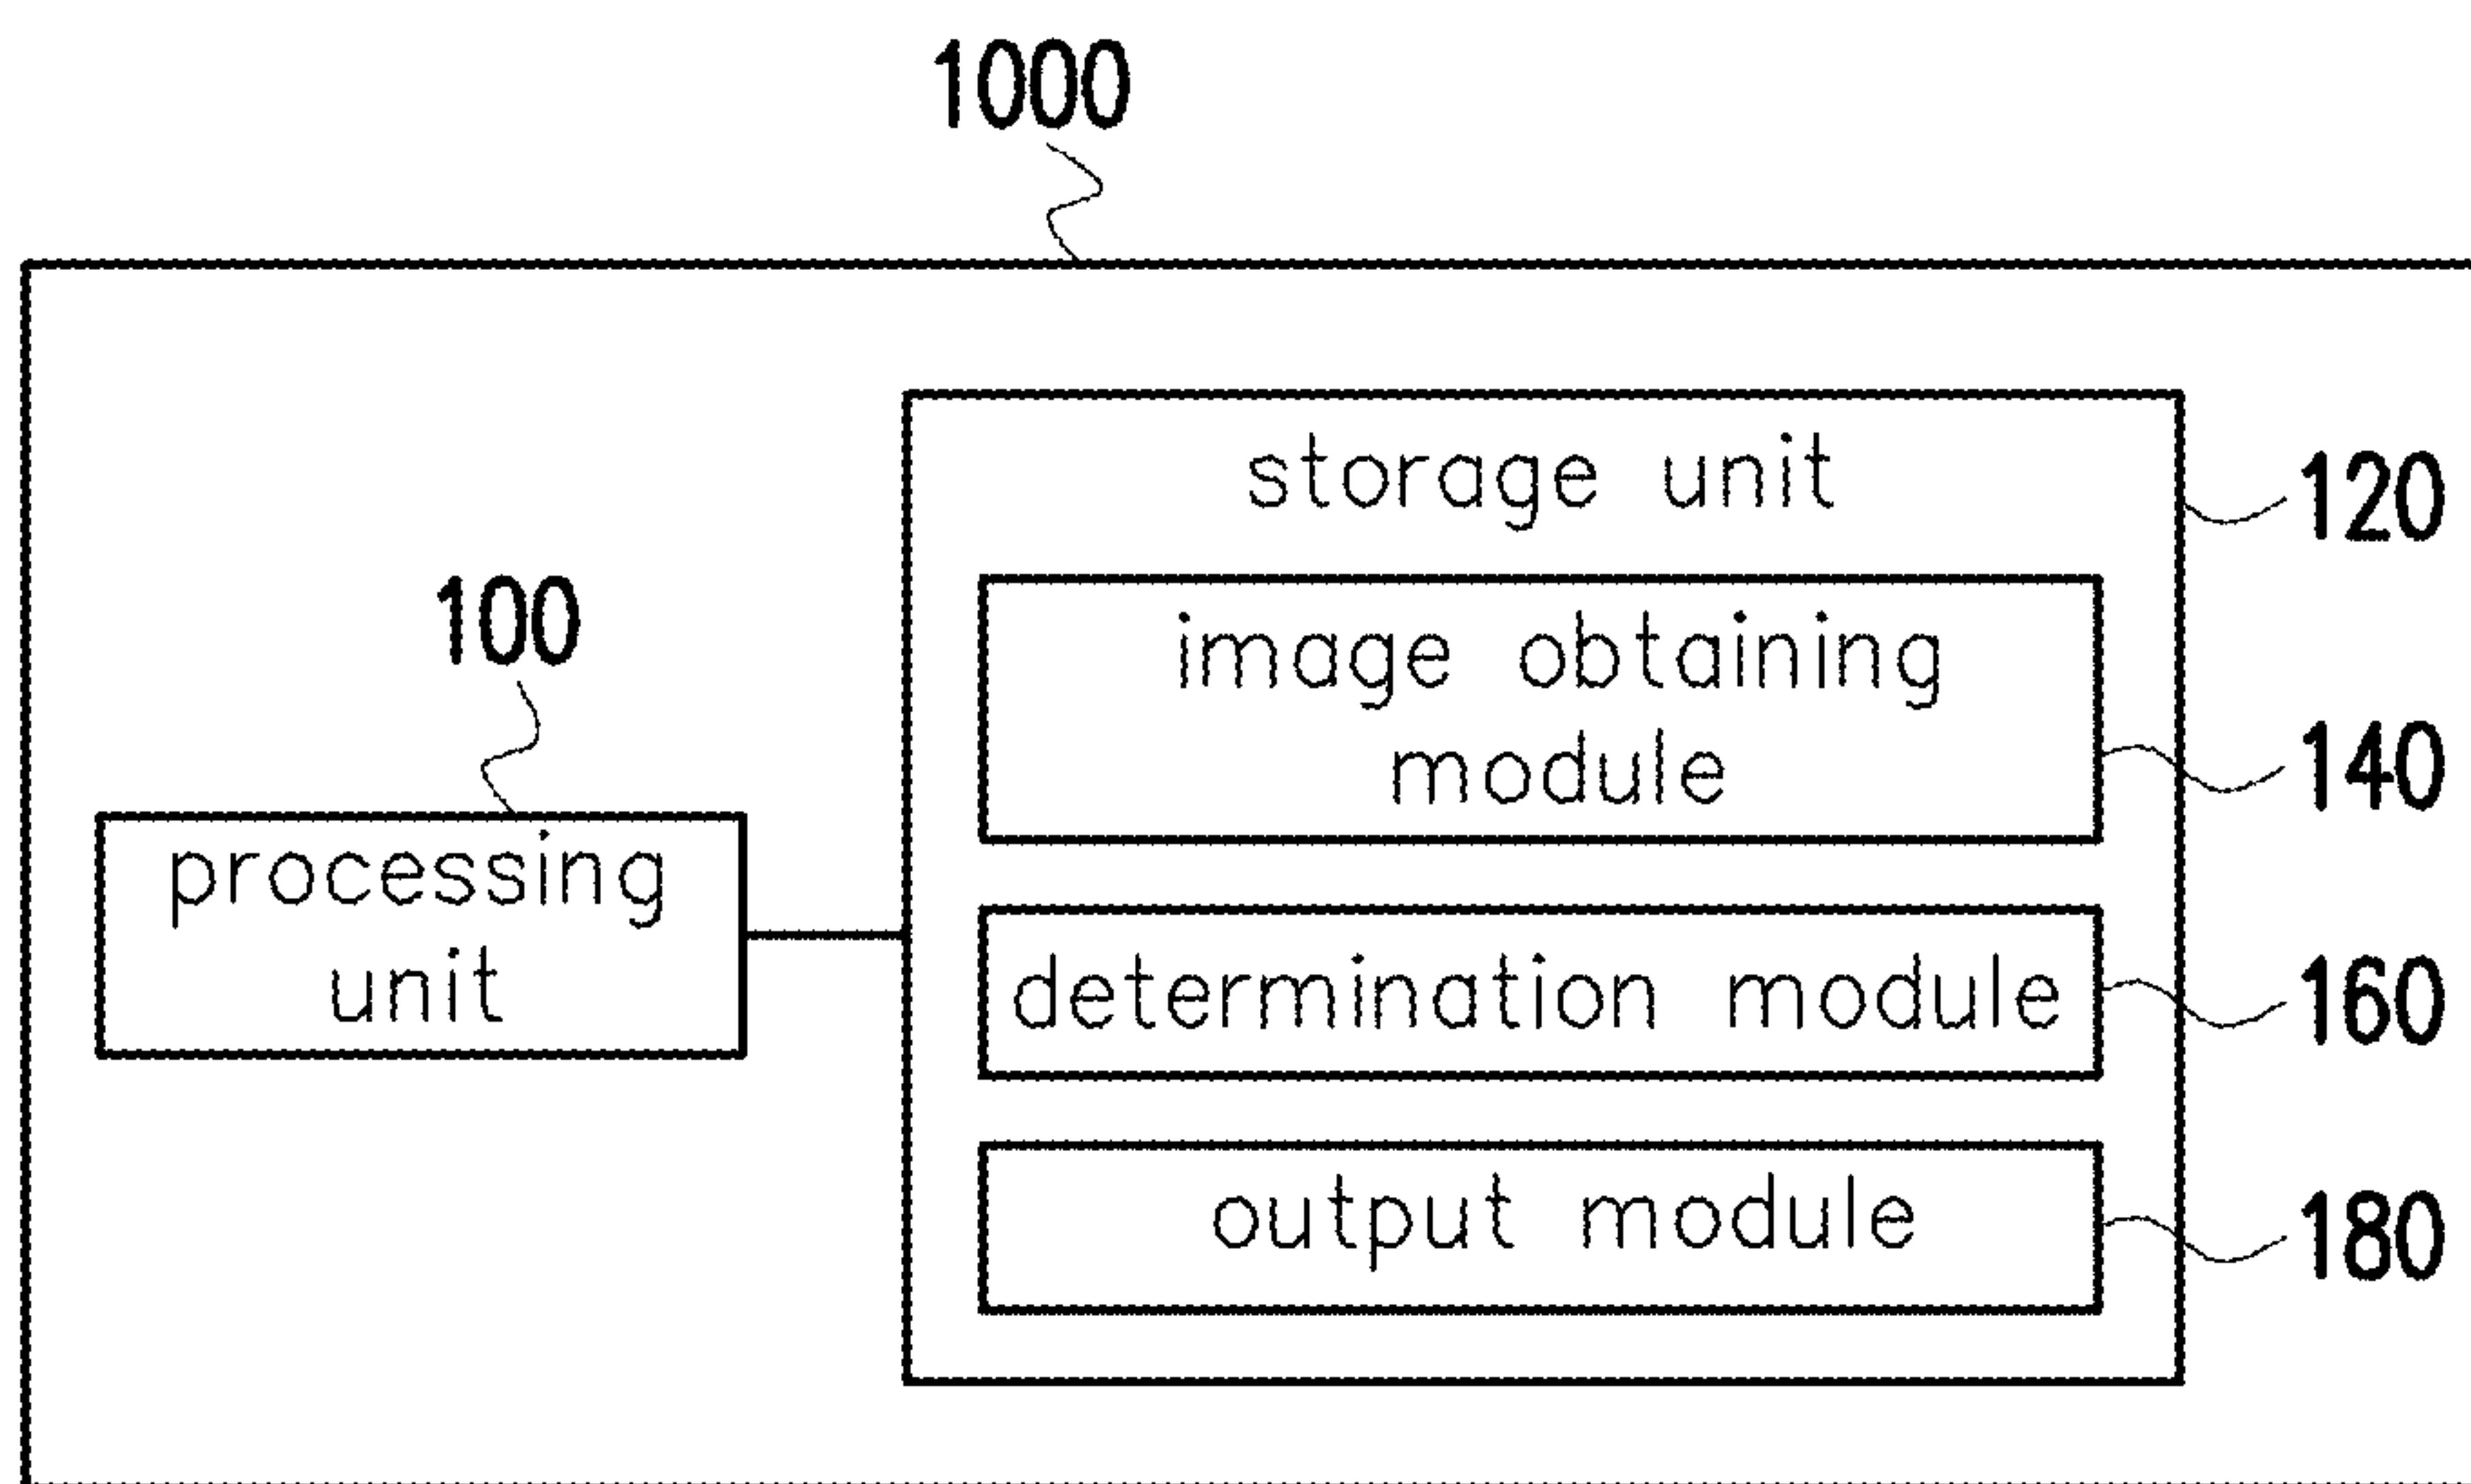 1000
storage unit
120
100
image obtaining
module
140
processing
unit
determination module
160
output module
180